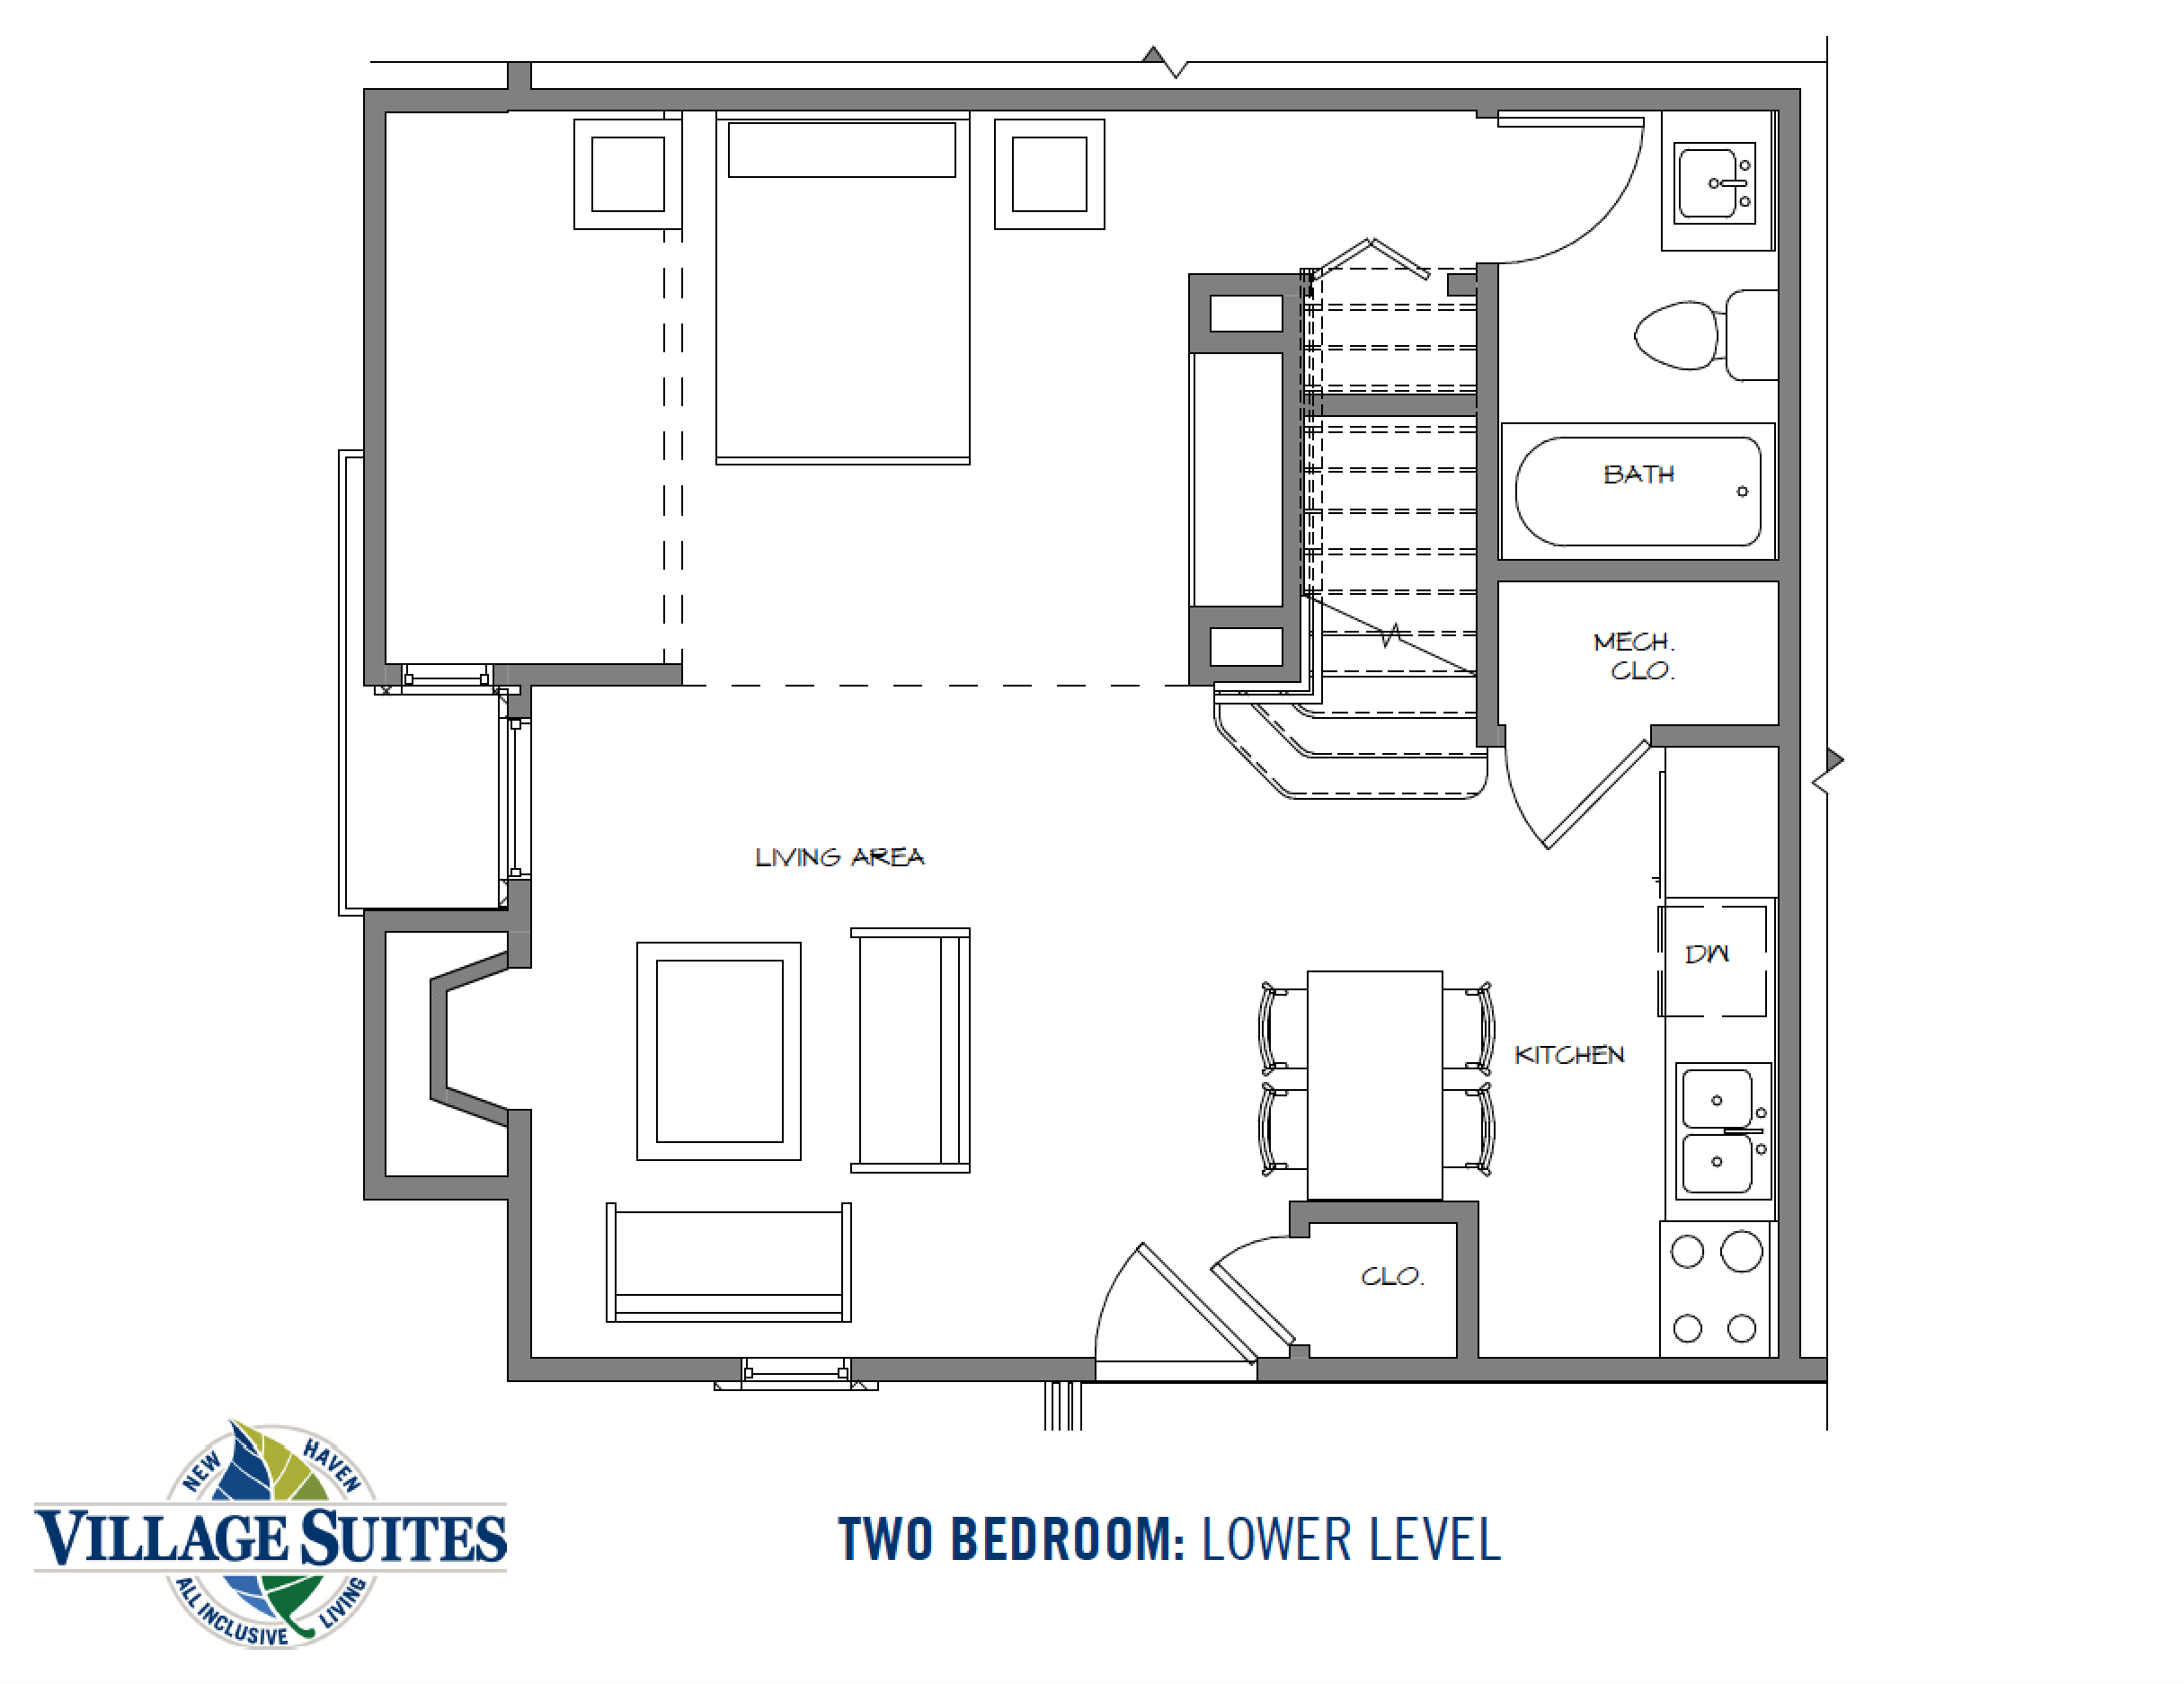 BATH
MECH.
CLO.
LIVING AREA
DW
KITCHEN
CLO.
NEW HAVEN
VILLAGE SUITES
ALL INCLUSIVE LIVING
TWO BEDROOM: LOWER LEVEL